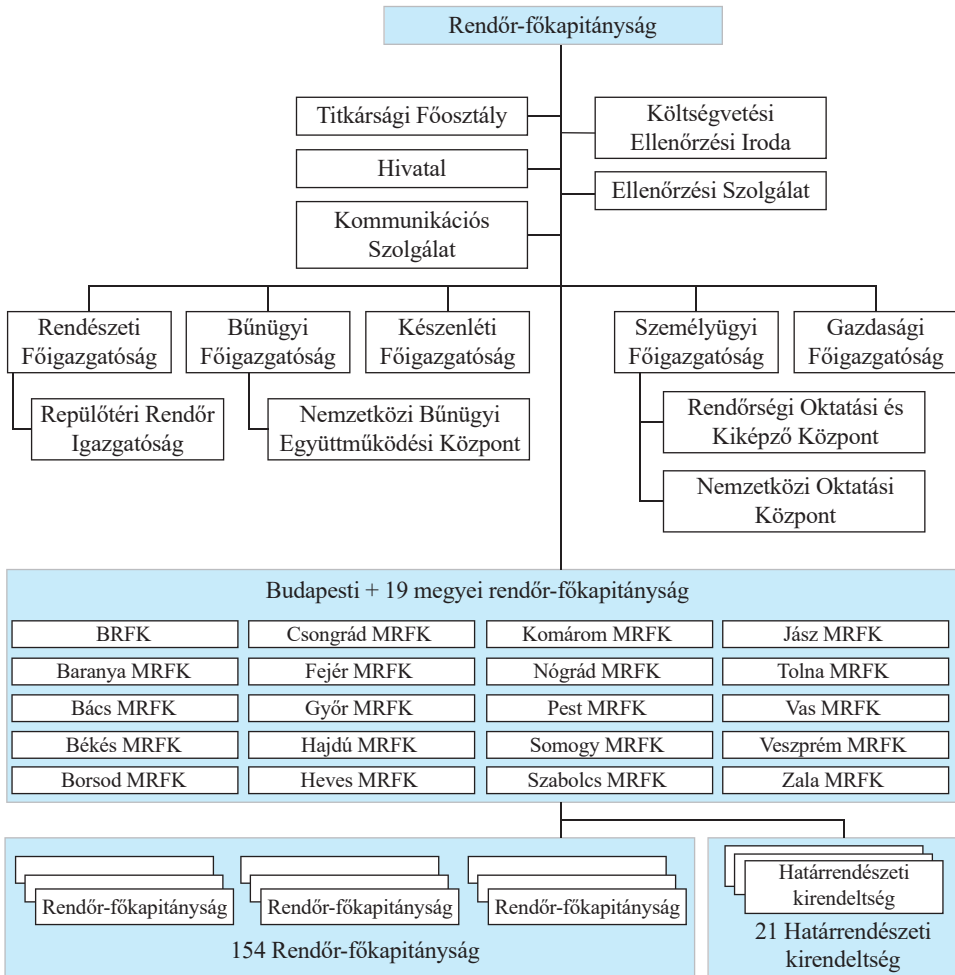 Rendőr-főkapitányság
Titkársági Főosztály
Költségvetési
Ellenőrzési Iroda
Hivatal
Ellenőrzési Szolgálat
Kommunikációs
Szolgálat
Rendészeti
Főigazgatóság
Bűnügyi
Főigazgatóság
Készenléti
Főigazgatóság
Személyügyi
Főigazgatóság
Gazdasági
Főigazgatóság
Repülőtéri Rendőr
Igazgatóság
Nemzetközi Bűnügyi
Együttműködési Központ
Rendőrségi Oktatási és
Kiképző Központ
Nemzetközi Oktatási
Központ
Budapesti + 19 megyei rendőr-főkapitányság
BRFK
Csongrád MRFK
Komárom MRFK
Jász MRFK
Baranya MRFK
Fejér MRFK
Nógrád MRFK
Tolna MRFK
Bács MRFK
Győr MRFK
Pest MRFK
Vas MRFK
Békés MRFK
Hajdú MRFK
Somogy MRFK
Veszprém MRFK
Borsod MRFK
Heves MRFK
Szabolcs MRFK
Zala MRFK
Rendőr-főkapitányság
Rendőr-főkapitányság
Rendőr-főkapitányság
154 Rendőr-főkapitányság
Határrendészeti
kirendeltség
21 Határrendészeti
kirendeltség